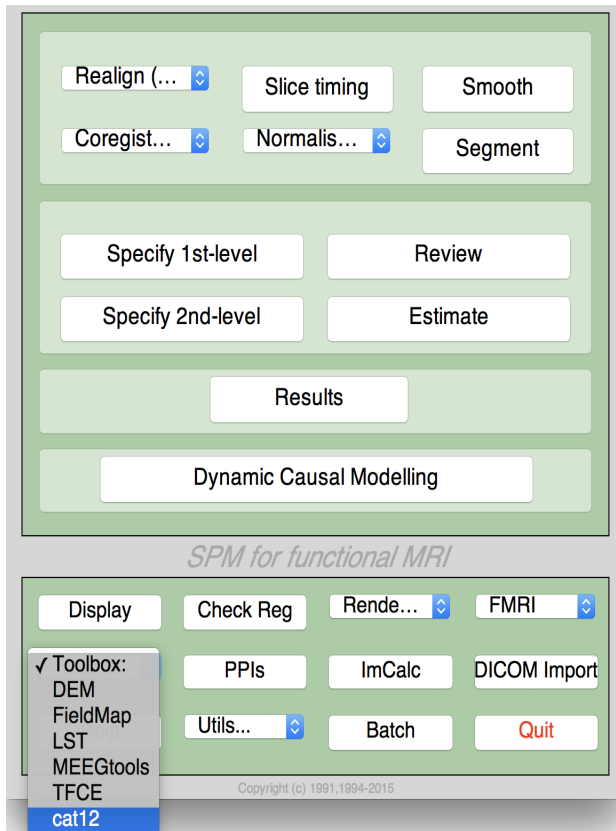 Realign (...
Slice timing
Smooth
Coregist...
Normalis...
Segment
Specify 1st-level
Review
Specify 2nd-level
Estimate
Results
Dynamic Causal Modelling
SPM for functional MRI
Display
Check Reg
Rende...
FMRI
✓ Toolbox:
PPIs
ImCalc
DICOM Import
DEM
FieldMap
LST
MEEGtools
TFCE
cat12
Utils...
Batch
Quit
Copyright (c) 1991,1994-2015